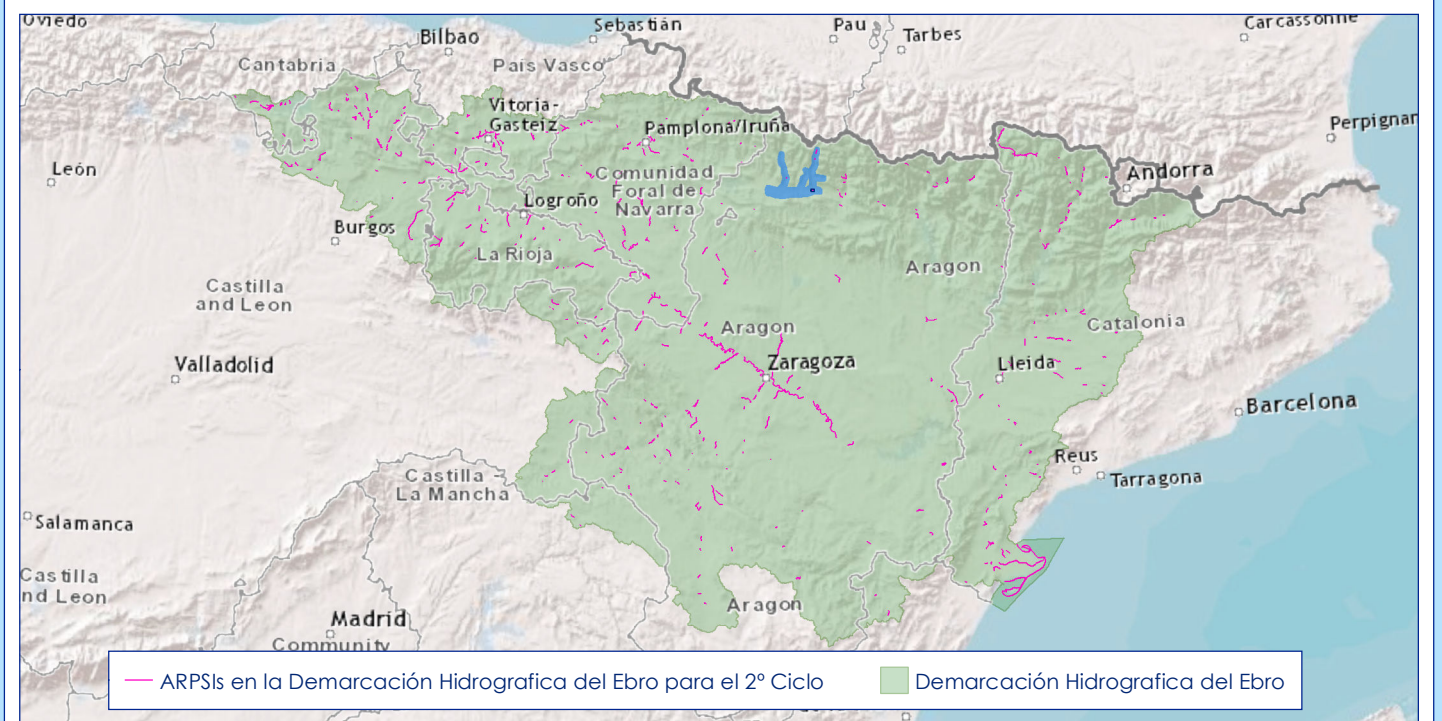 Oviedo
Sebastián
Pau
Tarbes
Carcassonne
Bilbao
Cantabria
Pais Vasco
Vitoria-
Gasteiz
Pamplona/Iruña
Perpignan
León
Comunidad
Foral de
Navarra
Andorra
Logroño
Burgos
La Rioja
Aragon
Castilla
and Leon
Aragon
Catalonia
Valladolid
Zaragoza
Lleida
Barcelona
Reus
Tarragona
Castilla
La Mancha
Salamanca
Castilla
nd Leon
Aragon
Madrid
Community
ARPSIs en la Demarcación Hidrografica del Ebro para el 2º Ciclo
Demarcación Hidrografica del Ebro